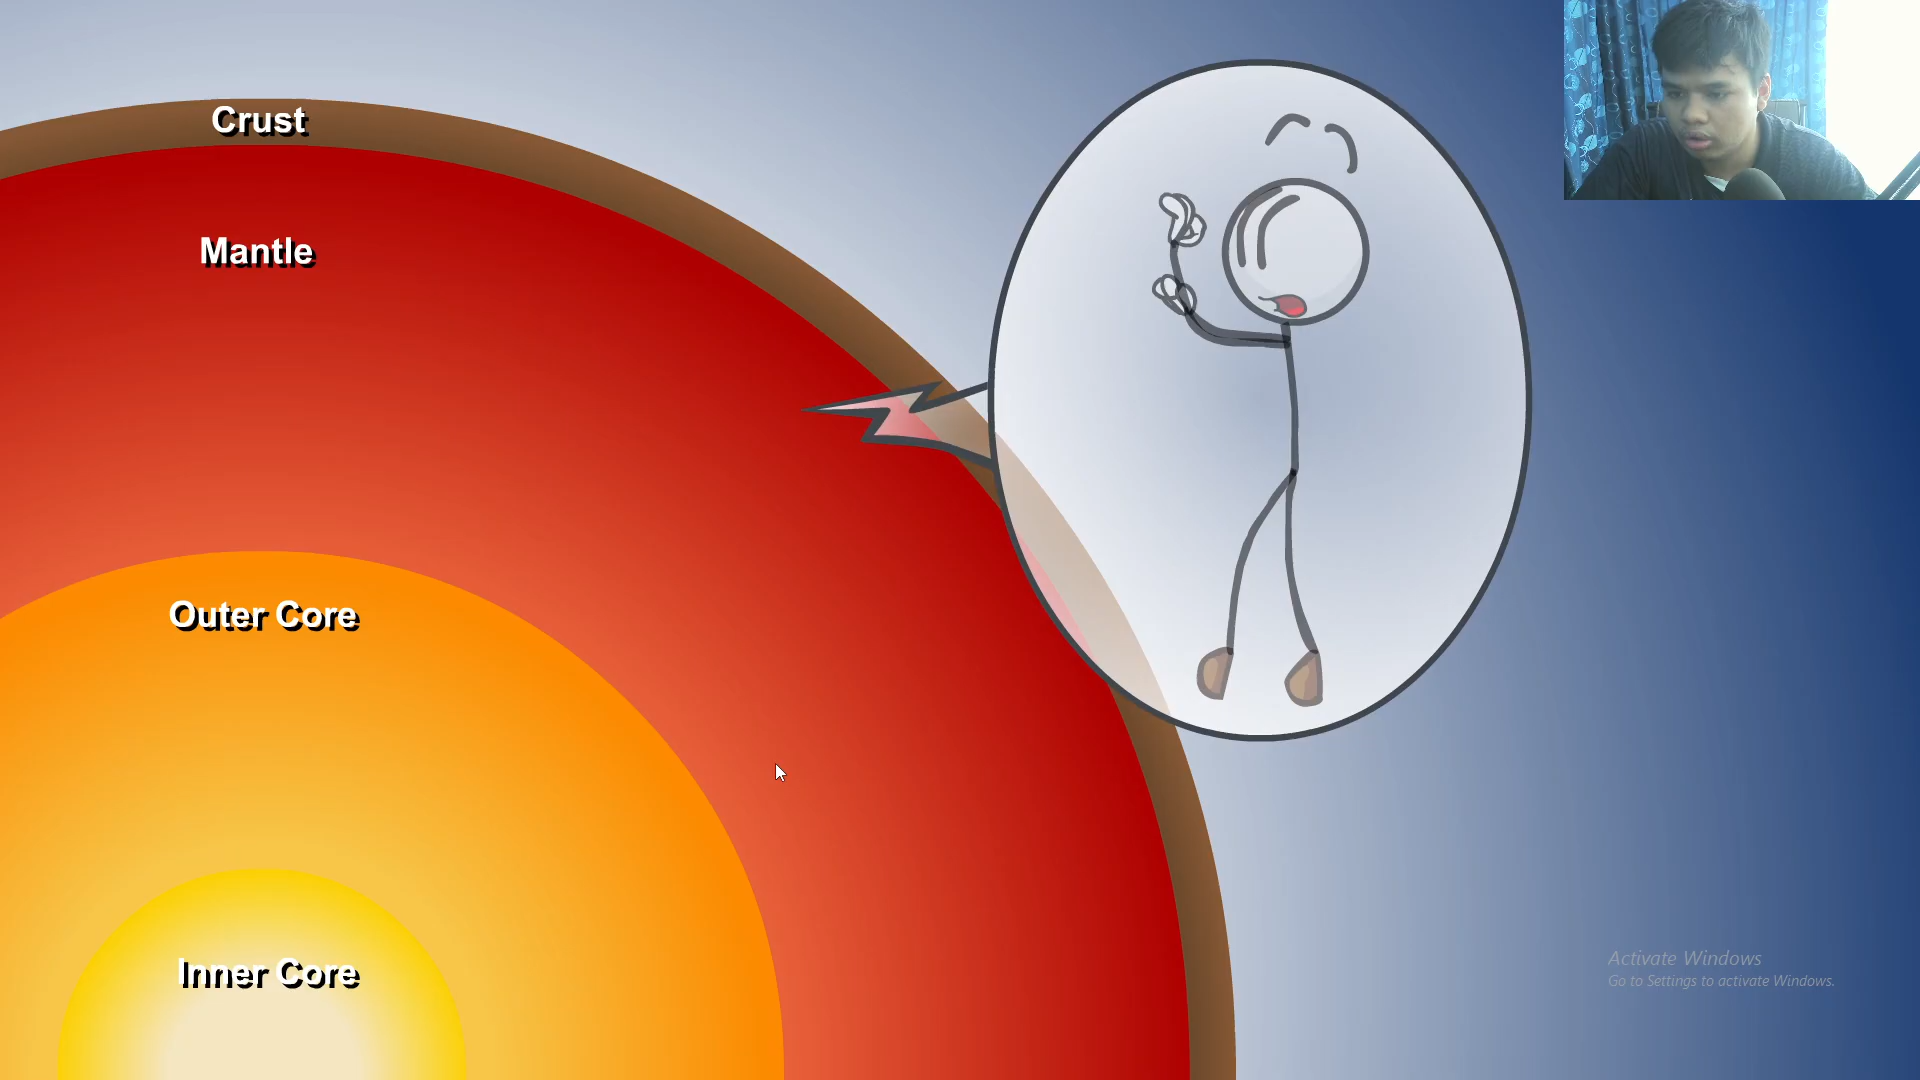 Crust
Mantle
Outer Core
Inner Core
Activate Windows
Go to Settings to activate Windows.